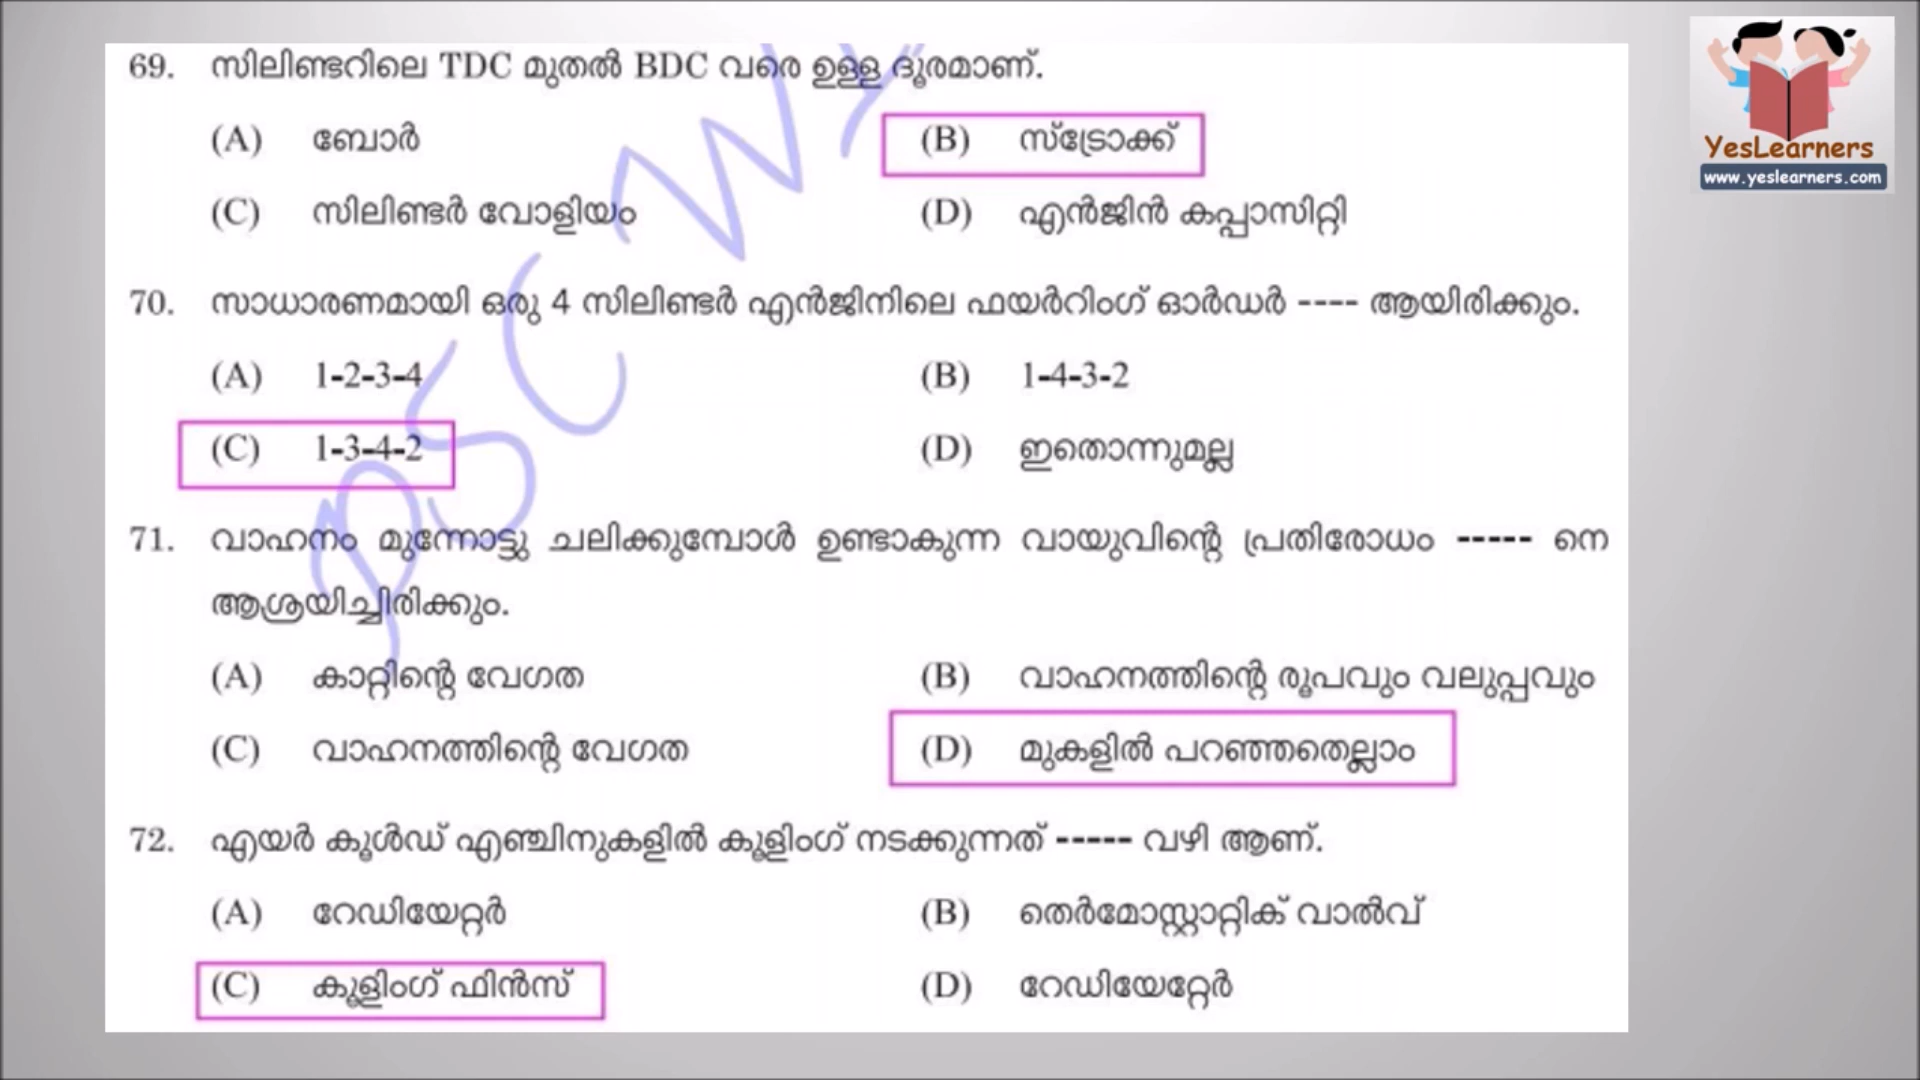 69. സിലിണ്ടറിലെ TDC മുതൽ BDC വരെ ഉള്ള ദൂരമാണ്.
(A) ബോർ (B) സ്ട്രോക്ക്
(C) സിലിണ്ടർ വോളിയം (D) എൻജിൻ കപ്പാസിറ്റി
70. സാധാരണമായി ഒരു 4 സിലിണ്ടർ എൻജിനിലെ ഫയർറിംഗ് ഓർഡർ ---- ആയിരിക്കും.
(A) 1-2-3-4 (B) 1-4-3-2
(C) 1-3-4-2 (D) ഇതൊന്നുമല്ല
71. വാഹനം മുന്നോട്ടു ചലിക്കുമ്പോൾ ഉണ്ടാകുന്ന വായുവിന്റെ പ്രതിരോധം ----- നെ
ആശ്രയിച്ചിരിക്കും.
(A) കാറ്റിന്റെ വേഗത (B) വാഹനത്തിന്റെ രൂപവും വലുപ്പവും
(C) വാഹനത്തിന്റെ വേഗത (D) മുകളിൽ പറഞ്ഞതെല്ലാം
72. എയർ കൂൾഡ് എഞ്ചിനുകളിൽ കൂളിംഗ് നടക്കുന്നത് ----- വഴി ആണ്.
(A) റേഡിയേറ്റർ (B) തെർമോസ്റ്റാറ്റിക് വാൽവ്
(C) കൂളിംഗ് ഫിൻസ് (D) റേഡിയേറ്റേർ
YesLearners
www.yeslearners.com
PSC